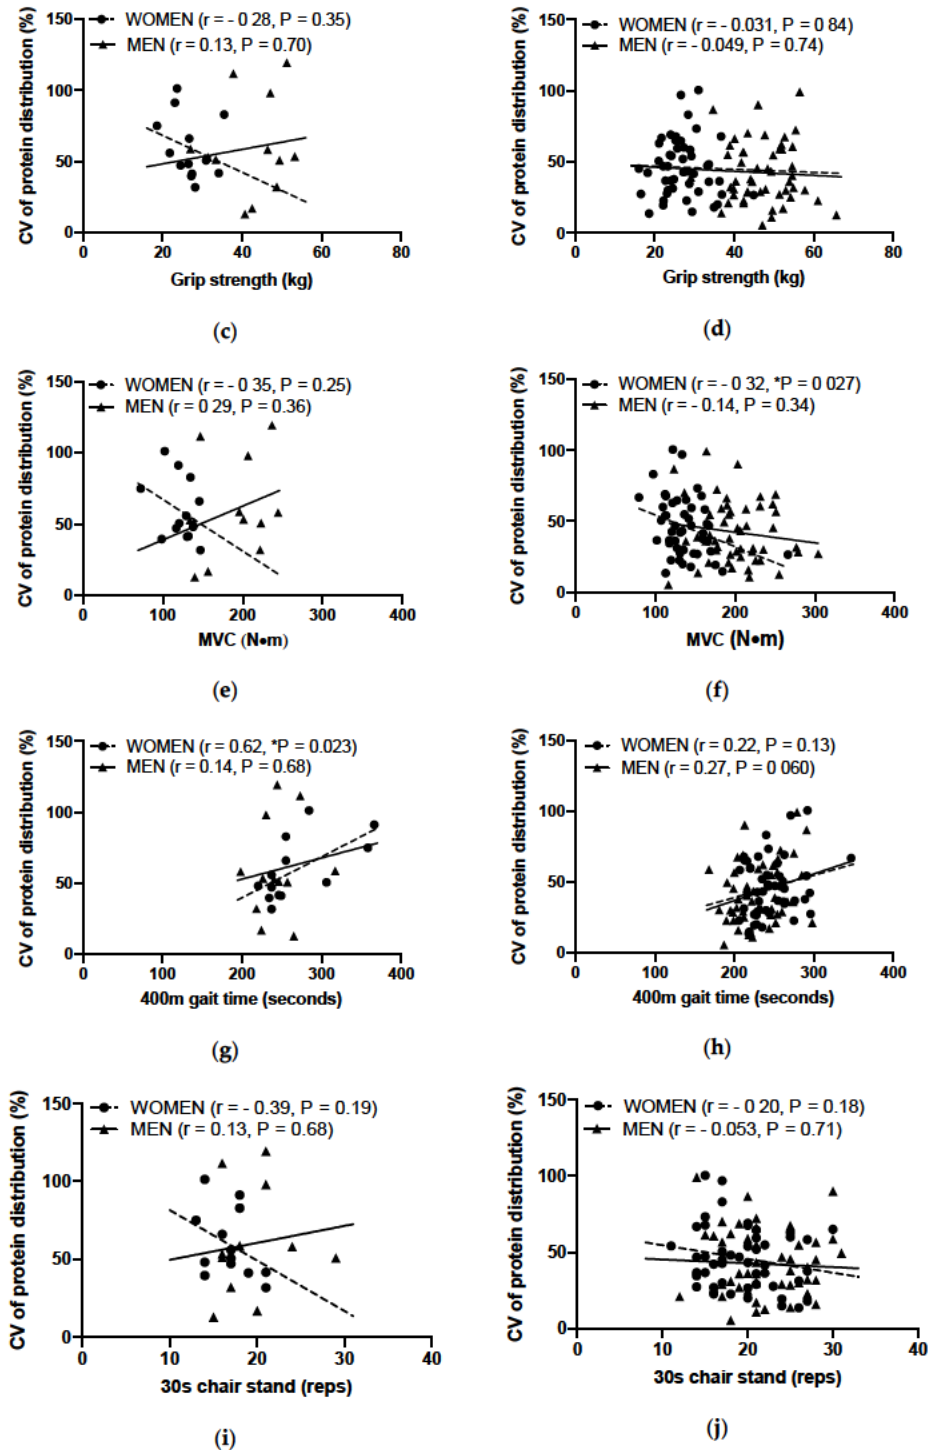 WOMEN (r = - 0 28, P = 0.35)
MEN (r = 0.13, P = 0.70)
CV of protein distribution (%)
150
100
50
0
0 20 40 60 80
Grip strength (kg)
(c)
WOMEN (r = - 0.031, P = 0 84)
MEN (r = - 0.049, P = 0.74)
CV of protein distribution (%)
150
100
50
0
0 20 40 60 80
Grip strength (kg)
(d)
WOMEN (r = - 0 35, P = 0.25)
MEN (r = 0 29, P = 0.36)
CV of protein distribution (%)
150
100
50
0
0 100 200 300 400
MVC (N•m)
(e)
WOMEN (r = - 0 32, *P = 0 027)
MEN (r = - 0.14, P = 0.34)
CV of protein distribution (%)
150
100
50
0
0 100 200 300 400
MVC (N•m)
(f)
WOMEN (r = 0.62, *P = 0.023)
MEN (r = 0.14, P = 0.68)
CV of protein distribution (%)
150
100
50
0
0 100 200 300 400
400m gait time (seconds)
(g)
WOMEN (r = 0.22, P = 0.13)
MEN (r = 0.27, P = 0 060)
CV of protein distribution (%)
150
100
50
0
0 100 200 300 400
400m gait time (seconds)
(h)
WOMEN (r = - 0.39, P = 0.19)
MEN (r = 0.13, P = 0.68)
CV of protein distribution (%)
150
100
50
0
0 10 20 30 40
30s chair stand (reps)
(i)
WOMEN (r = - 0 20, P = 0.18)
MEN (r = - 0.053, P = 0.71)
CV of protein distribution (%)
150
100
50
0
0 10 20 30 40
30s chair stand (reps)
(j)